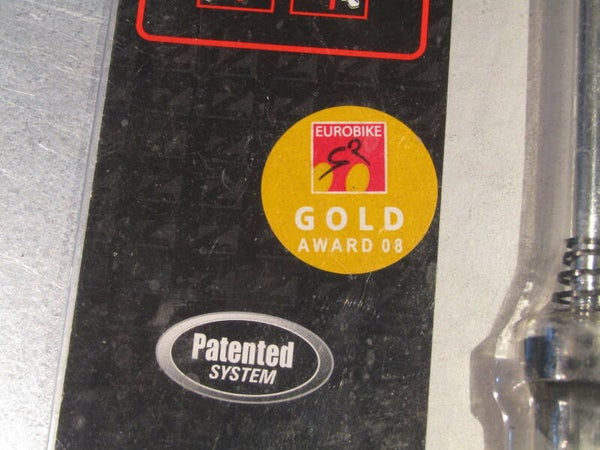 EUROBIKE
GOLD
AWARD 08
Patented
SYSTEM